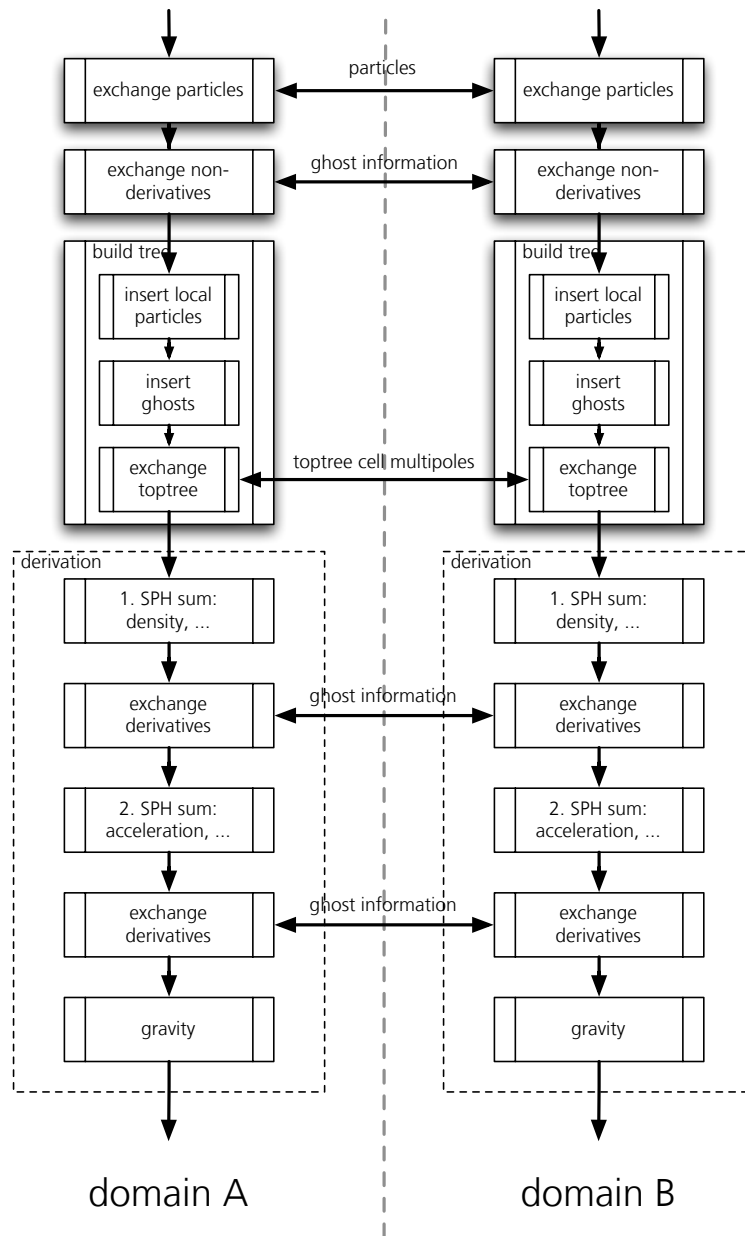 particles
exchange particles
exchange particles
ghost information
exchange non-
derivatives
exchange non-
derivatives
build tree
build tree
insert local
particles
insert local
particles
insert
ghosts
insert
ghosts
toptree cell multipoles
exchange
toptree
exchange
toptree
derivation
derivation
1. SPH sum:
density, ...
1. SPH sum:
density, ...
ghost information
exchange
derivatives
exchange
derivatives
2. SPH sum:
acceleration, ...
2. SPH sum:
acceleration, ...
ghost information
exchange
derivatives
exchange
derivatives
gravity
gravity
domain A
domain B